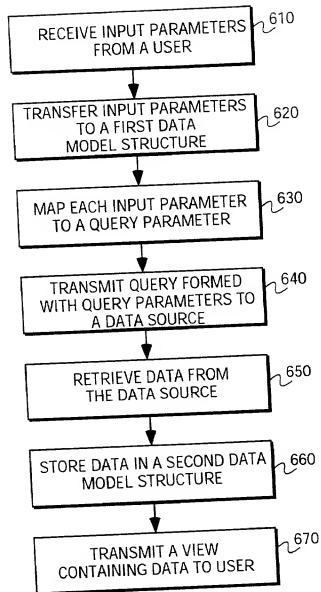 RECEIVE INPUT PARAMETERS
FROM A USER
610
TRANSFER INPUT PARAMETERS
TO A FIRST DATA
MODEL STRUCTURE
620
MAP EACH INPUT PARAMETER
TO A QUERY PARAMETER
630
TRANSMIT QUERY FORMED
WITH QUERY PARAMETERS TO
A DATA SOURCE
640
RETRIEVE DATA FROM
THE DATA SOURCE
650
STORE DATA IN A SECOND DATA
MODEL STRUCTURE
660
TRANSMIT A VIEW
CONTAINING DATA TO USER
670